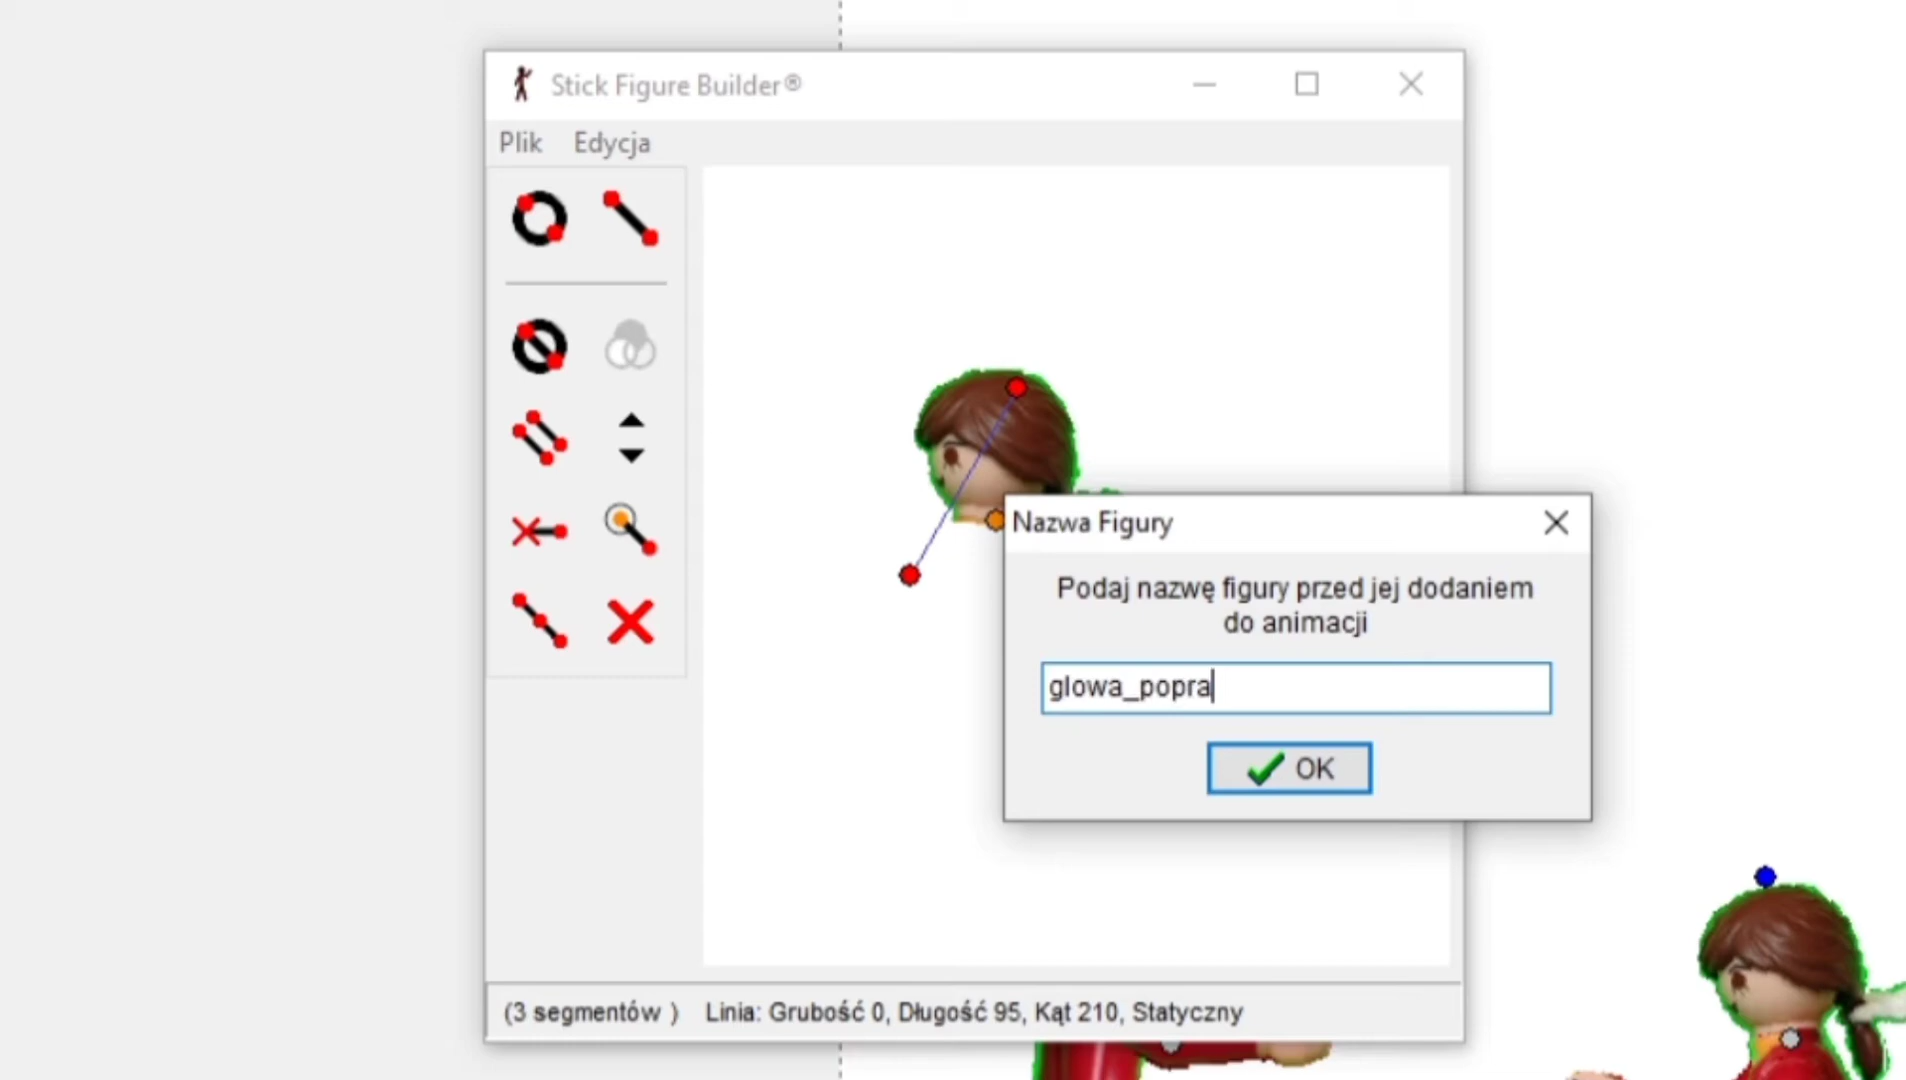 Stick Figure Builder®
Plik Edycja
Nazwa Figury
Podaj nazwę figury przed jej dodaniem
do animacji
glowa_popra
OK
(3 segmentów ) Linia: Grubość 0, Długość 95, Kąt 210, Statyczny